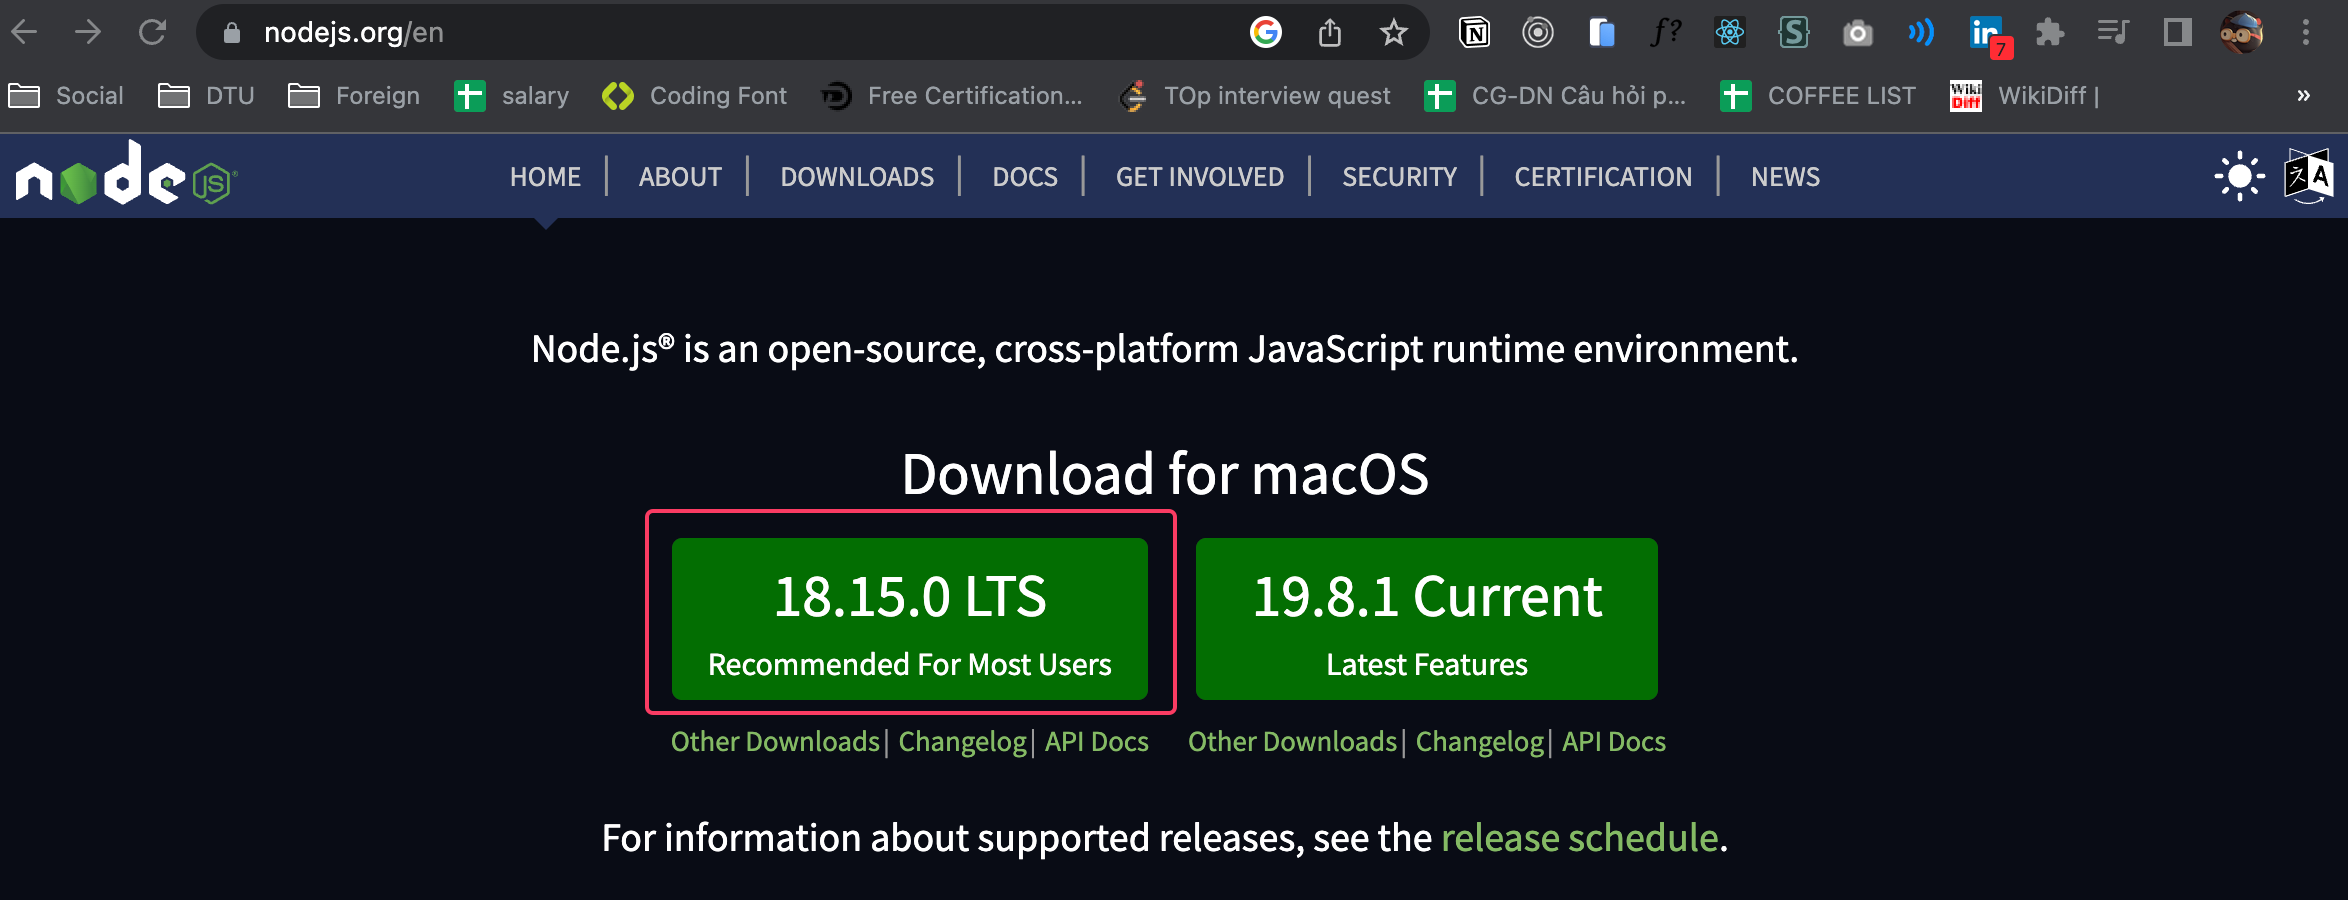 nodejs.org/en
N
f?
S
in
7
Social
DTU
Foreign
salary
Coding Font
Free Certification...
TOp interview quest
CG-DN Câu hỏi p...
COFFEE LIST
Wiki
Diff
WikiDiff |
»
node
JS
HOME
ABOUT
DOWNLOADS
DOCS
GET INVOLVED
SECURITY
CERTIFICATION
NEWS
A
Node.js® is an open-source, cross-platform JavaScript runtime environment.
Download for macOS
18.15.0 LTS
Recommended For Most Users
19.8.1 Current
Latest Features
Other Downloads | Changelog | API Docs
Other Downloads | Changelog | API Docs
For information about supported releases, see the release schedule.